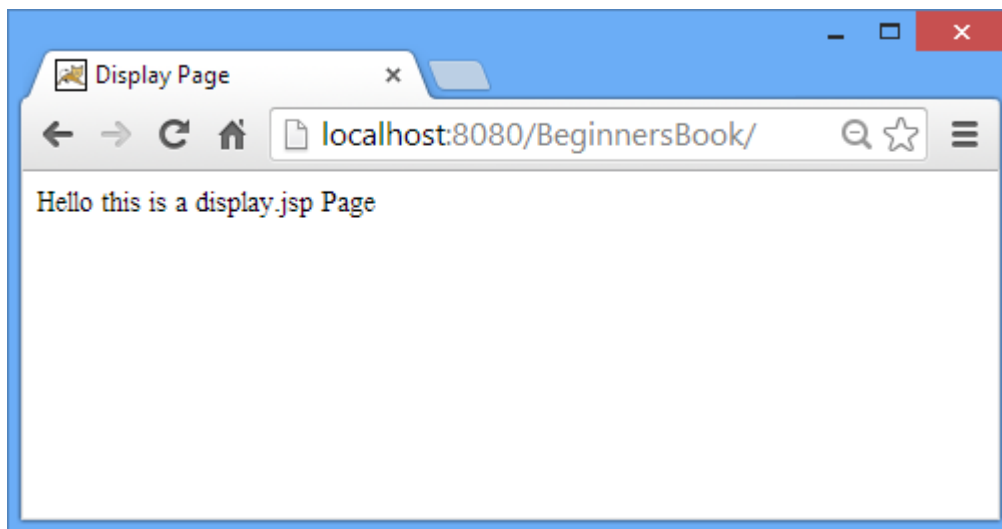 Display Page
localhost:8080/BeginnersBook/
Hello this is a display.jsp Page